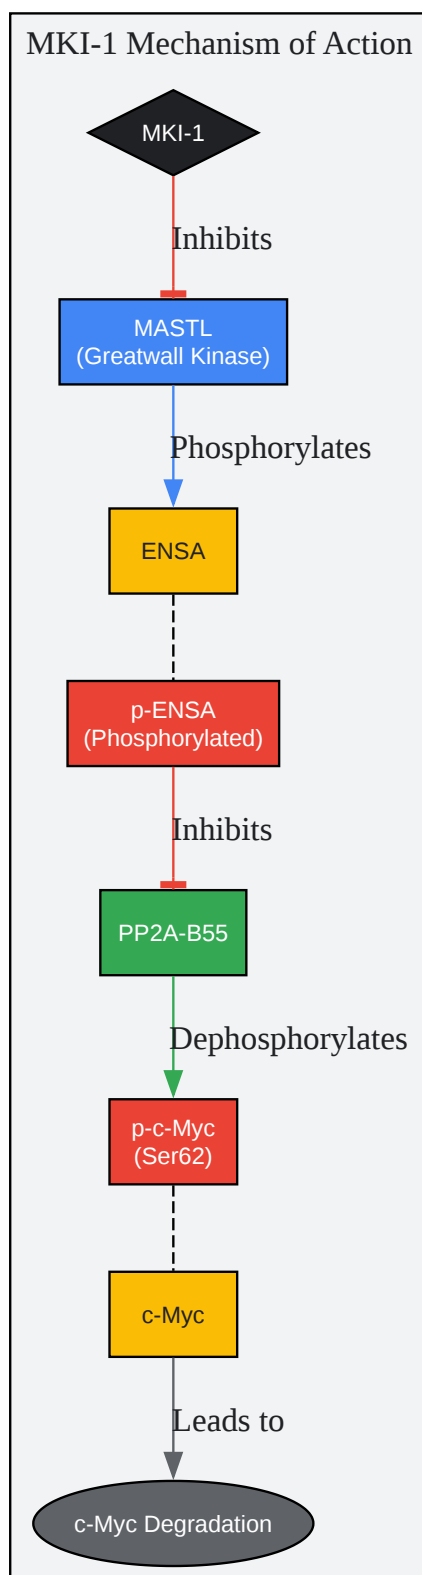 MKI-1 Mechanism of Action
MKI-1
Inhibits
MASTL
(Greatwall Kinase)
Phosphorylates
ENSA
p-ENSA
(Phosphorylated)
Inhibits
PP2A-B55
Dephosphorylates
p-c-Myc
(Ser62)
c-Myc
Leads to
c-Myc Degradation